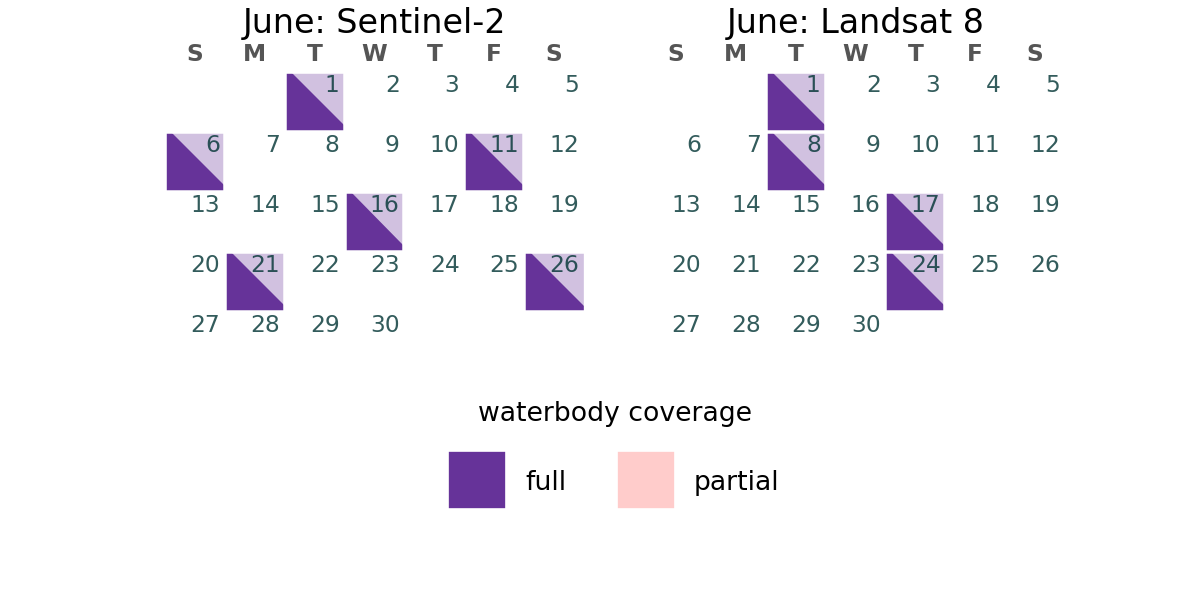 June: Sentinel-2
S M T W T F S
1 2 3 4 5
6 7 8 9 10 11 12
13 14 15 16 17 18 19
20 21 22 23 24 25 26
27 28 29 30
June: Landsat 8
S M T W T F S
1 2 3 4 5
6 7 8 9 10 11 12
13 14 15 16 17 18 19
20 21 22 23 24 25 26
27 28 29 30
waterbody coverage
full partial